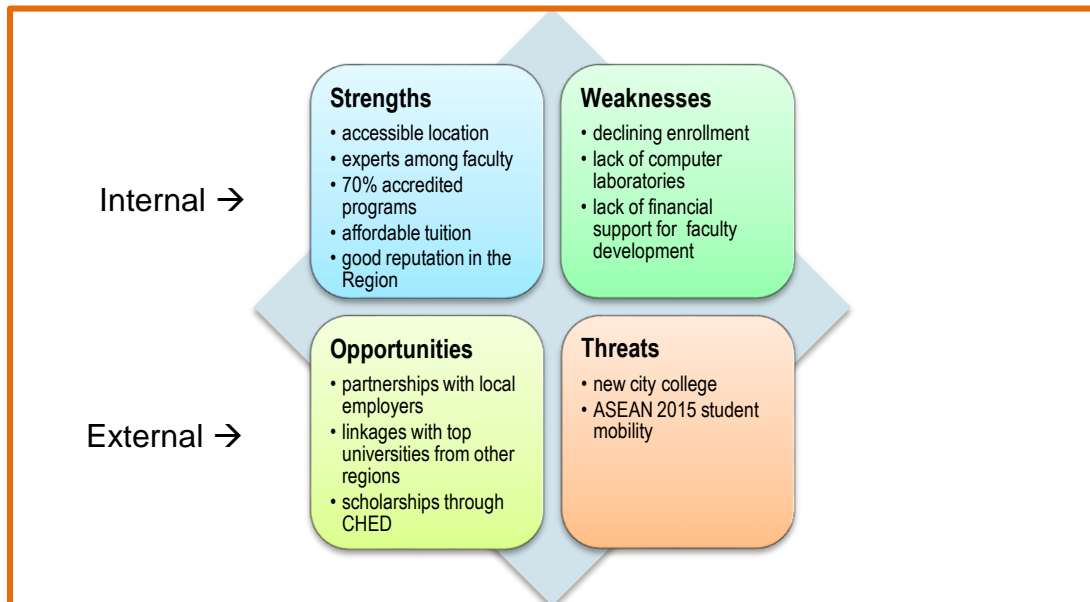 Internal →
Strengths
• accessible location
• experts among faculty
• 70% accredited
programs
• affordable tuition
• good reputation in the
Region
Weaknesses
• declining enrollment
• lack of computer
laboratories
• lack of financial
support for faculty
development
External →
Opportunities
• partnerships with local
employers
• linkages with top
universities from other
regions
• scholarships through
CHED
Threats
• new city college
• ASEAN 2015 student
mobility